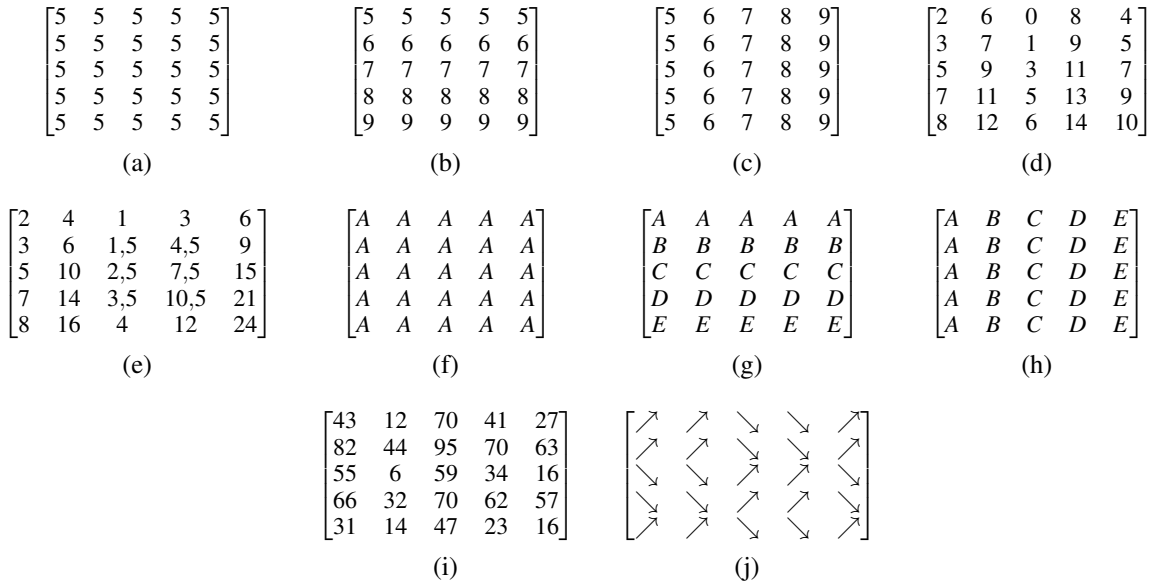 5 5 5 5 5
5 5 5 5 5
5 5 5 5 5
5 5 5 5 5
5 5 5 5 5
(a)
5 5 5 5 5
6 6 6 6 6
7 7 7 7 7
8 8 8 8 8
9 9 9 9 9
(b)
5 6 7 8 9
5 6 7 8 9
5 6 7 8 9
5 6 7 8 9
5 6 7 8 9
(c)
2 6 0 8 4
3 7 1 9 5
5 9 3 11 7
7 11 5 13 9
8 12 6 14 10
(d)
2 4 1 3 6
3 6 1,5 4,5 9
5 10 2,5 7,5 15
7 14 3,5 10,5 21
8 16 4 12 24
(e)
A A A A A
A A A A A
A A A A A
A A A A A
A A A A A
(f)
A A A A A
B B B B B
C C C C C
D D D D D
E E E E E
(g)
A B C D E
A B C D E
A B C D E
A B C D E
A B C D E
(h)
43 12 70 41 27
82 44 95 70 63
55 6 59 34 16
66 32 70 62 57
31 14 47 23 16
(i)
↗ ↗ ↘ ↘ ↗
↗ ↗ ↘ ↘ ↗
↘ ↘ ↗ ↗ ↘
↘ ↘ ↗ ↗ ↘
↗ ↗ ↘ ↘ ↗
(j)